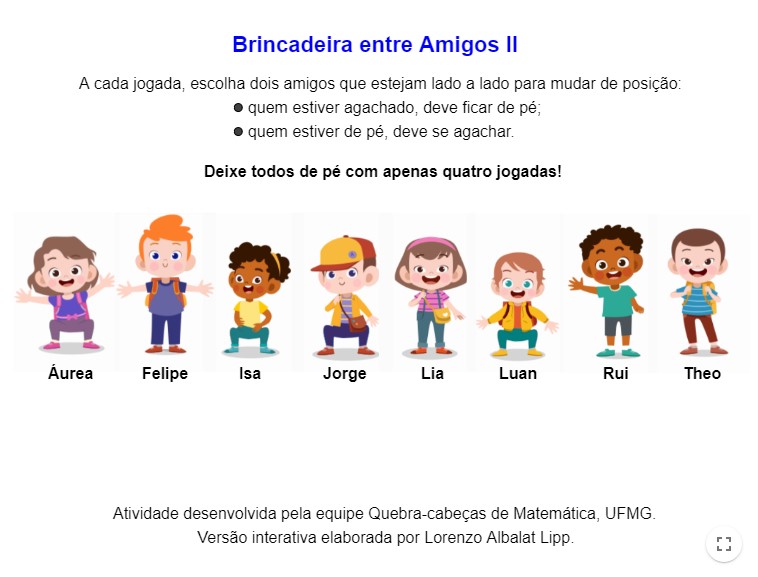 Brincadeira entre Amigos II
A cada jogada, escolha dois amigos que estejam lado a lado para mudar de posição:
● quem estiver agachado, deve ficar de pé;
● quem estiver de pé, deve se agachar.
Deixe todos de pé com apenas quatro jogadas!
Áurea Felipe Isa Jorge Lia Luan Rui Theo
Atividade desenvolvida pela equipe Quebra-cabeças de Matemática, UFMG.
Versão interativa elaborada por Lorenzo Albalat Lipp.